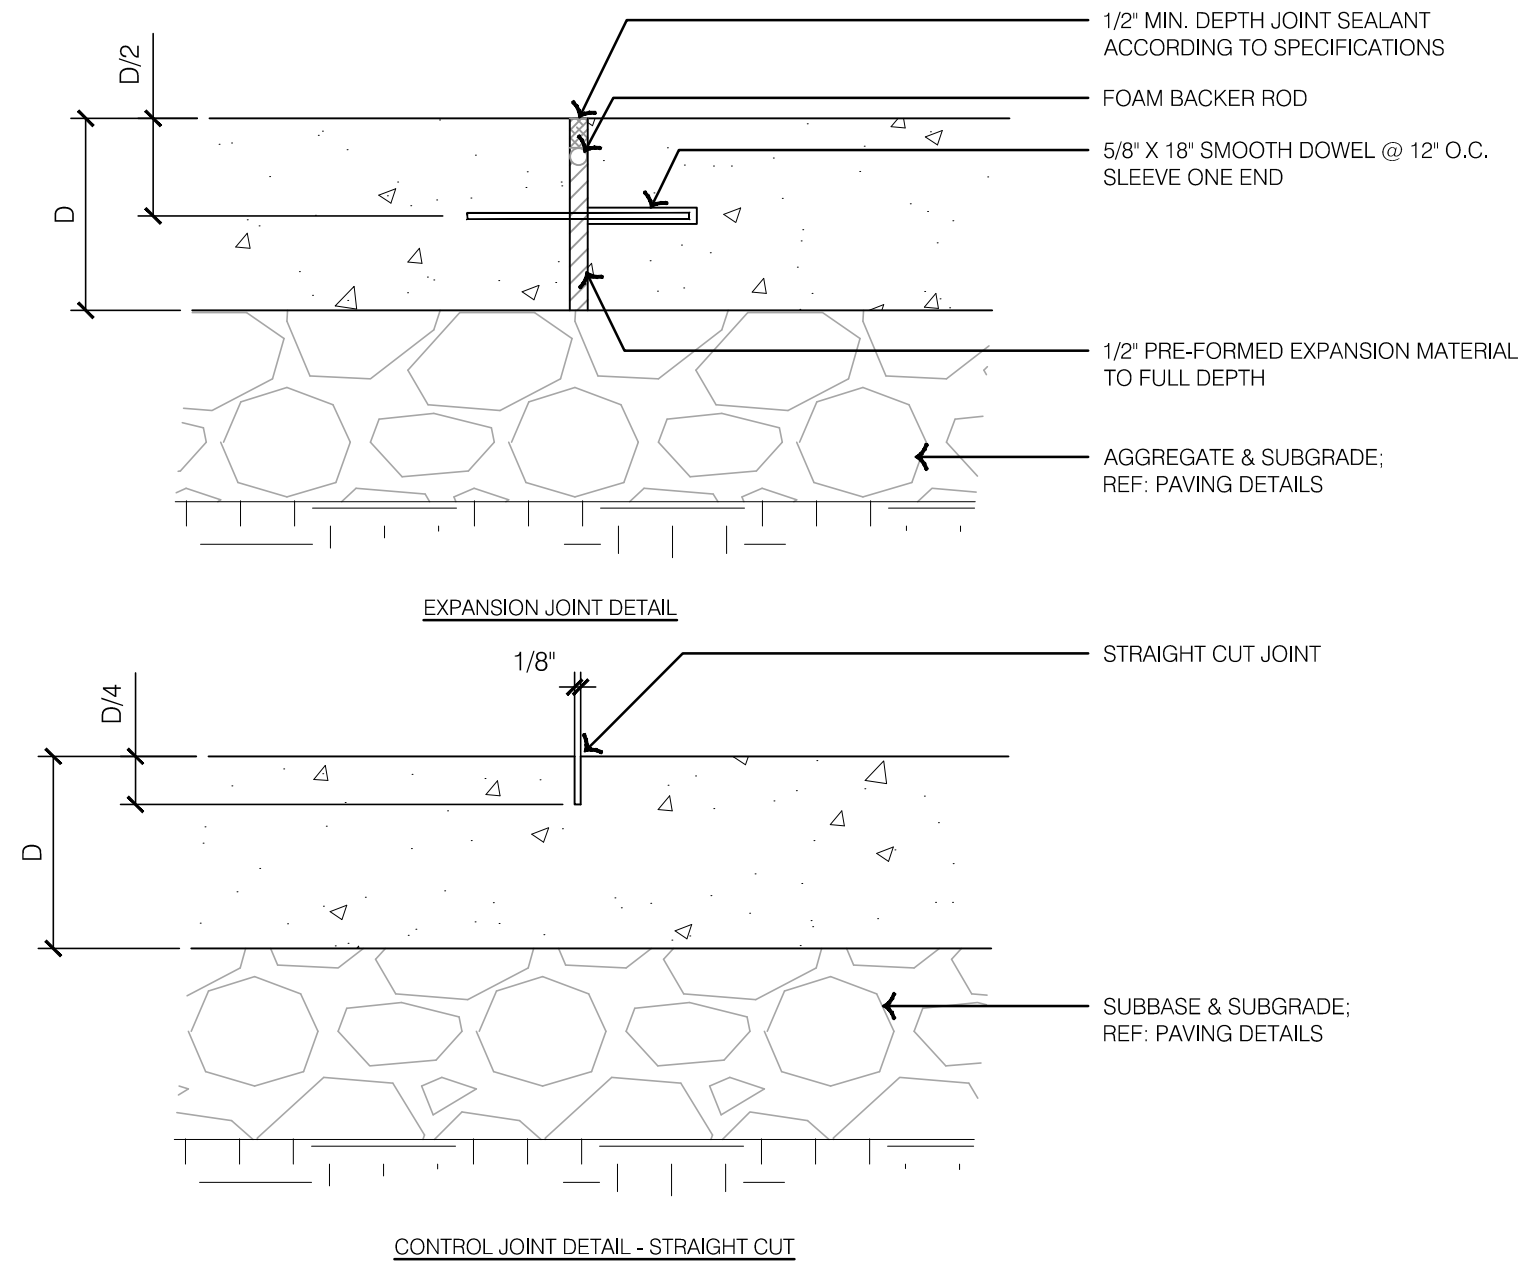 1/2" MIN. DEPTH JOINT SEALANT
ACCORDING TO SPECIFICATIONS
D/2
FOAM BACKER ROD
5/8" X 18" SMOOTH DOWEL @ 12" O.C.
SLEEVE ONE END
D
1/2" PRE-FORMED EXPANSION MATERIAL
TO FULL DEPTH
AGGREGATE & SUBGRADE;
REF: PAVING DETAILS
EXPANSION JOINT DETAIL
1/8"
STRAIGHT CUT JOINT
D/4
D
SUBBASE & SUBGRADE;
REF: PAVING DETAILS
CONTROL JOINT DETAIL - STRAIGHT CUT